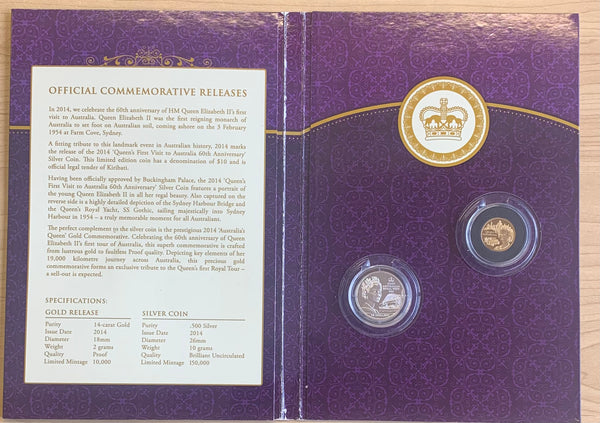 OFFICIAL COMMEMORATIVE RELEASES
In 2014, we celebrate the 60th anniversary of HM Queen Elizabeth II's first
visit to Australia. Queen Elizabeth II was the first reigning monarch of
Australia to set foot on Australian soil, coming ashore on the 3 February
1954 at Farm Cove, Sydney.
A fitting tribute to this landmark event in Australian history, 2014 marks
the release of the 2014 'Queen's First Visit to Australia 60th Anniversary'
Silver Coin. This limited edition coin has a denomination of $10 and is
official legal tender of Kiribati.
Having been officially approved by Buckingham Palace, the 2014 'Queen's
First Visit to Australia 60th Anniversary' Silver Coin features a portrait of
the young Queen Elizabeth II in all her regal beauty. Also captured on the
reverse side is a highly detailed depiction of the Sydney Harbour Bridge and
the Queen's Royal Yacht, SS Gothic, sailing majestically into Sydney
Harbour in 1954 – a truly memorable moment for all Australians.
The perfect complement to the silver coin is the prestigious 2014 'Australia's
Queen' Gold Commemorative. Celebrating the 60th anniversary of Queen
Elizabeth II's first tour of Australia, this superb commemorative is crafted
from lustrous gold to faultless Proof quality. Depicting key elements of her
19,000 kilometre journey across Australia, this precious gold
commemorative forms an exclusive tribute to the Queen's first Royal Tour –
a sell-out is expected.
SPECIFICATIONS:
GOLD RELEASE
Purity 14-carat Gold
Issue Date 2014
Diameter 18mm
Weight 2 grams
Quality Proof
Limited Mintage 10,000
SILVER COIN
Purity .500 Silver
Issue Date 2014
Diameter 26mm
Weight 10 grams
Quality Brilliant Uncirculated
Limited Mintage 150,000